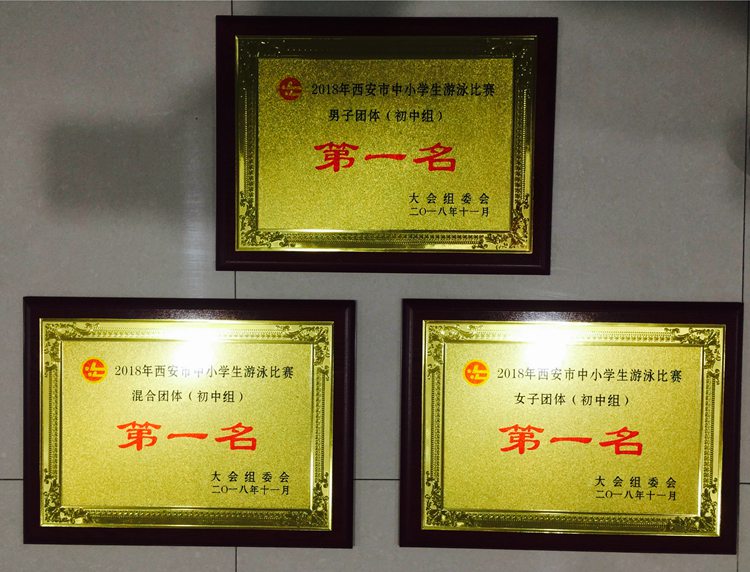 2018年西安市中小学生游泳比赛
男子团体（初中组）
第一名
大会组委会
二〇一八年十一月
2018年西安市中小学生游泳比赛
混合团体（初中组）
第一名
大会组委会
二〇一八年十一月
2018年西安市中小学生游泳比赛
女子团体（初中组）
第一名
大会组委会
二〇一八年十一月